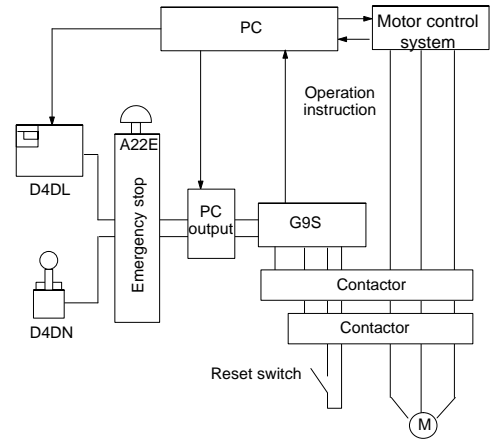 PC
Motor control
system
Operation
instruction
A22E
D4DL
Emergency stop
PC
output
G9S
D4DN
Contactor
Contactor
Reset switch
M